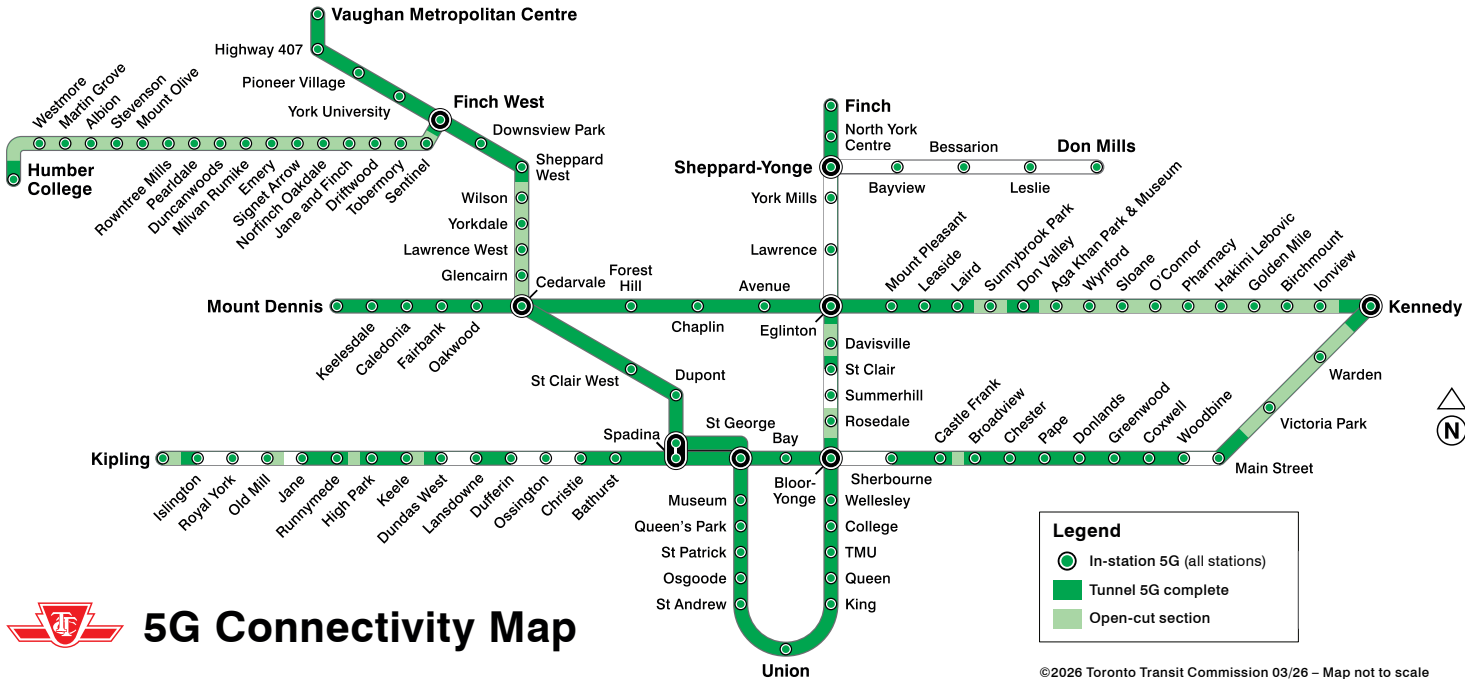 Vaughan Metropolitan Centre
Highway 407
Pioneer Village
York University
Finch West
Downsview Park
Sheppard
West
Wilson
Yorkdale
Lawrence West
Glencairn
Cedarvale
Westmore
Martin Grove
Albion
Stevenson
Mount Olive
Humber
College
Rowntree Mills
Pearldale
Duncanwoods
Milvan Rumike
Emery
Signet Arrow
Norfinch Oakdale
Jane and Finch
Driftwood
Tobermory
Sentinel
Finch
North York
Centre
Sheppard-Yonge
Bayview
Bessarion
Leslie
Don Mills
York Mills
Lawrence
Mount Dennis
Keelesdale
Caledonia
Fairbank
Oakwood
Forest
Hill
Chaplin
Avenue
Eglinton
Mount Pleasant
Leaside
Laird
Sunnybrook Park
Don Valley
Aga Khan Park & Museum
Wynford
Sloane
O'Connor
Pharmacy
Hakimi Lebovic
Golden Mile
Birchmount
Ionview
Kennedy
Davisville
St Clair
Summerhill
Rosedale
St Clair West
Dupont
Spadina
St George
Bay
Bloor-
Yonge
Kipling
Islington
Royal York
Old Mill
Jane
Runnymede
High Park
Keele
Dundas West
Lansdowne
Dufferin
Ossington
Christie
Bathurst
Sherbourne
Castle Frank
Broadview
Chester
Pape
Donlands
Greenwood
Coxwell
Woodbine
Main Street
Victoria Park
Warden
Museum
Queen's Park
St Patrick
Osgoode
St Andrew
Union
Wellesley
College
TMU
Queen
King
N
Legend
In-station 5G (all stations)
Tunnel 5G complete
Open-cut section
TTC
5G Connectivity Map
©2026 Toronto Transit Commission 03/26 – Map not to scale